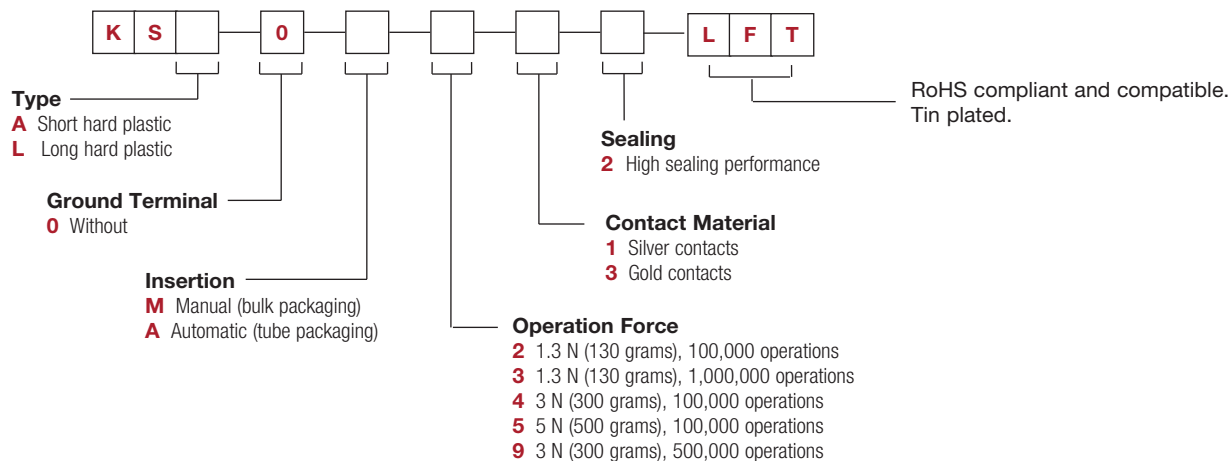 K S 0 L F T
RoHS compliant and compatible.
Tin plated.
Type
A Short hard plastic
L Long hard plastic
Sealing
2 High sealing performance
Ground Terminal
0 Without
Contact Material
1 Silver contacts
3 Gold contacts
Insertion
M Manual (bulk packaging)
A Automatic (tube packaging)
Operation Force
2 1.3 N (130 grams), 100,000 operations
3 1.3 N (130 grams), 1,000,000 operations
4 3 N (300 grams), 100,000 operations
5 5 N (500 grams), 100,000 operations
9 3 N (300 grams), 500,000 operations